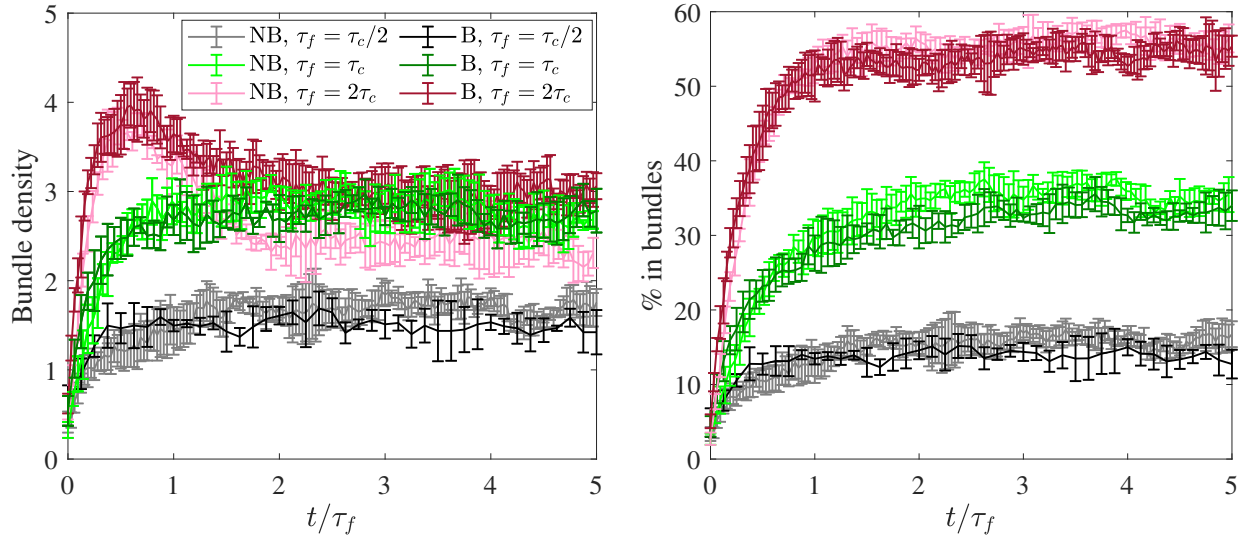 5
4
3
2
1
0
Bundle density
NB, τ_f = τ_c/2
B, τ_f = τ_c/2
NB, τ_f = τ_c
B, τ_f = τ_c
NB, τ_f = 2τ_c
B, τ_f = 2τ_c
0 1 2 3 4 5
t/τ_f
60
50
40
30
20
10
0
% in bundles
0 1 2 3 4 5
t/τ_f